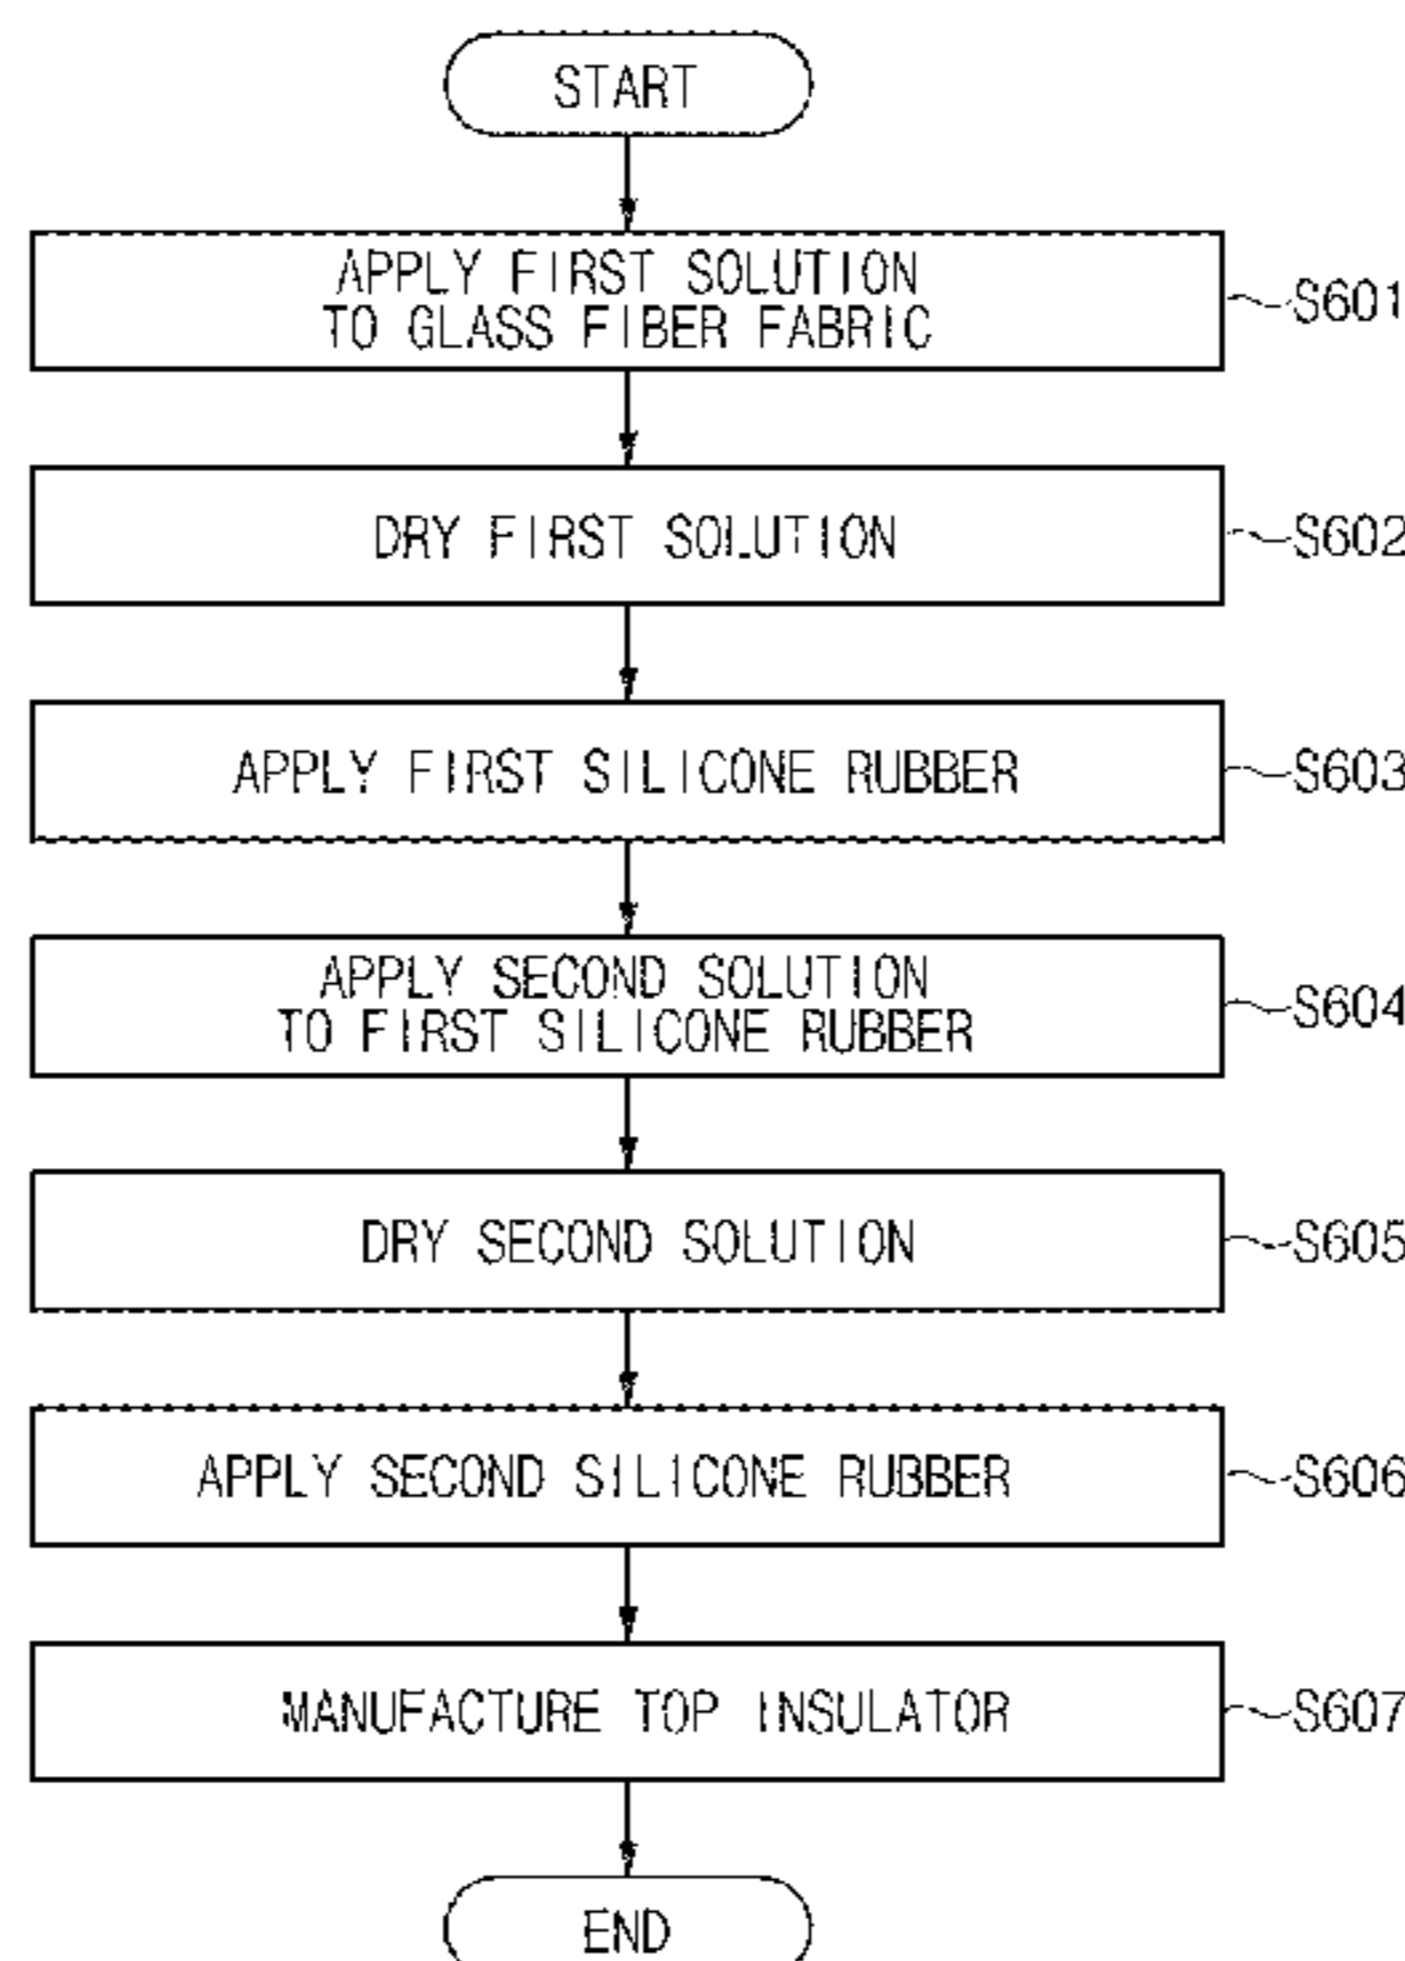 START
APPLY FIRST SOLUTION
TO GLASS FIBER FABRIC
S601
DRY FIRST SOLUTION
S602
APPLY FIRST SILICONE RUBBER
S603
APPLY SECOND SOLUTION
TO FIRST SILICONE RUBBER
S604
DRY SECOND SOLUTION
S605
APPLY SECOND SILICONE RUBBER
S606
MANUFACTURE TOP INSULATOR
S607
END